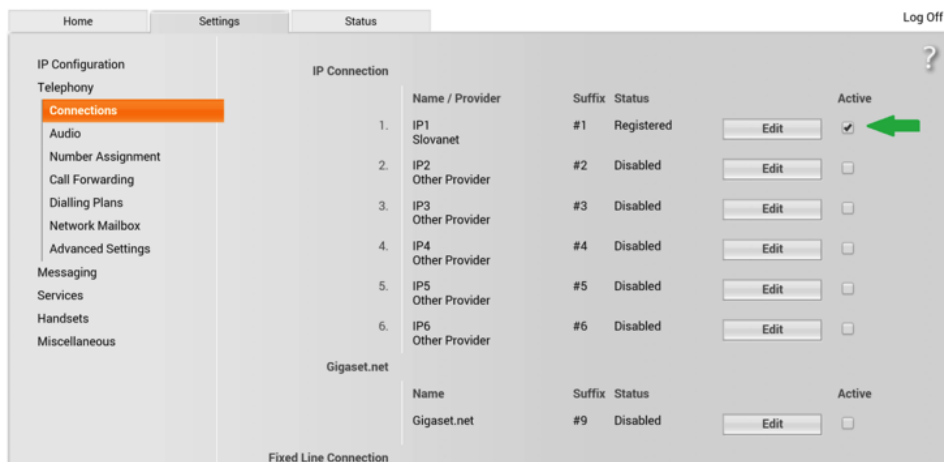 Home Settings Status Log Off
?
IP Configuration
Telephony
Connections
Audio
Number Assignment
Call Forwarding
Dialling Plans
Network Mailbox
Advanced Settings
Messaging
Services
Handsets
Miscellaneous
IP Connection
Name / Provider Suffix Status Active
1. IP1 #1 Registered Edit
Slovanet
2. IP2 #2 Disabled Edit
Other Provider
3. IP3 #3 Disabled Edit
Other Provider
4. IP4 #4 Disabled Edit
Other Provider
5. IP5 #5 Disabled Edit
Other Provider
6. IP6 #6 Disabled Edit
Other Provider
Gigaset.net
Name Suffix Status Active
Gigaset.net #9 Disabled Edit
Fixed Line Connection